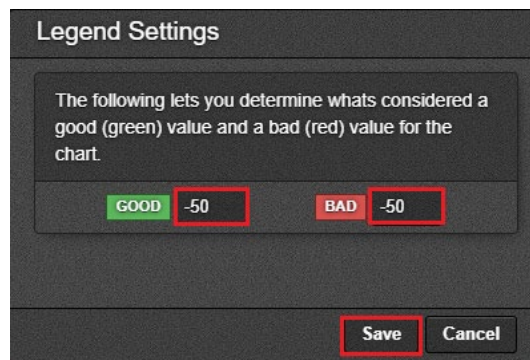 Legend Settings
The following lets you determine whats considered a
good (green) value and a bad (red) value for the
chart.
GOOD -50 BAD -50
Save Cancel